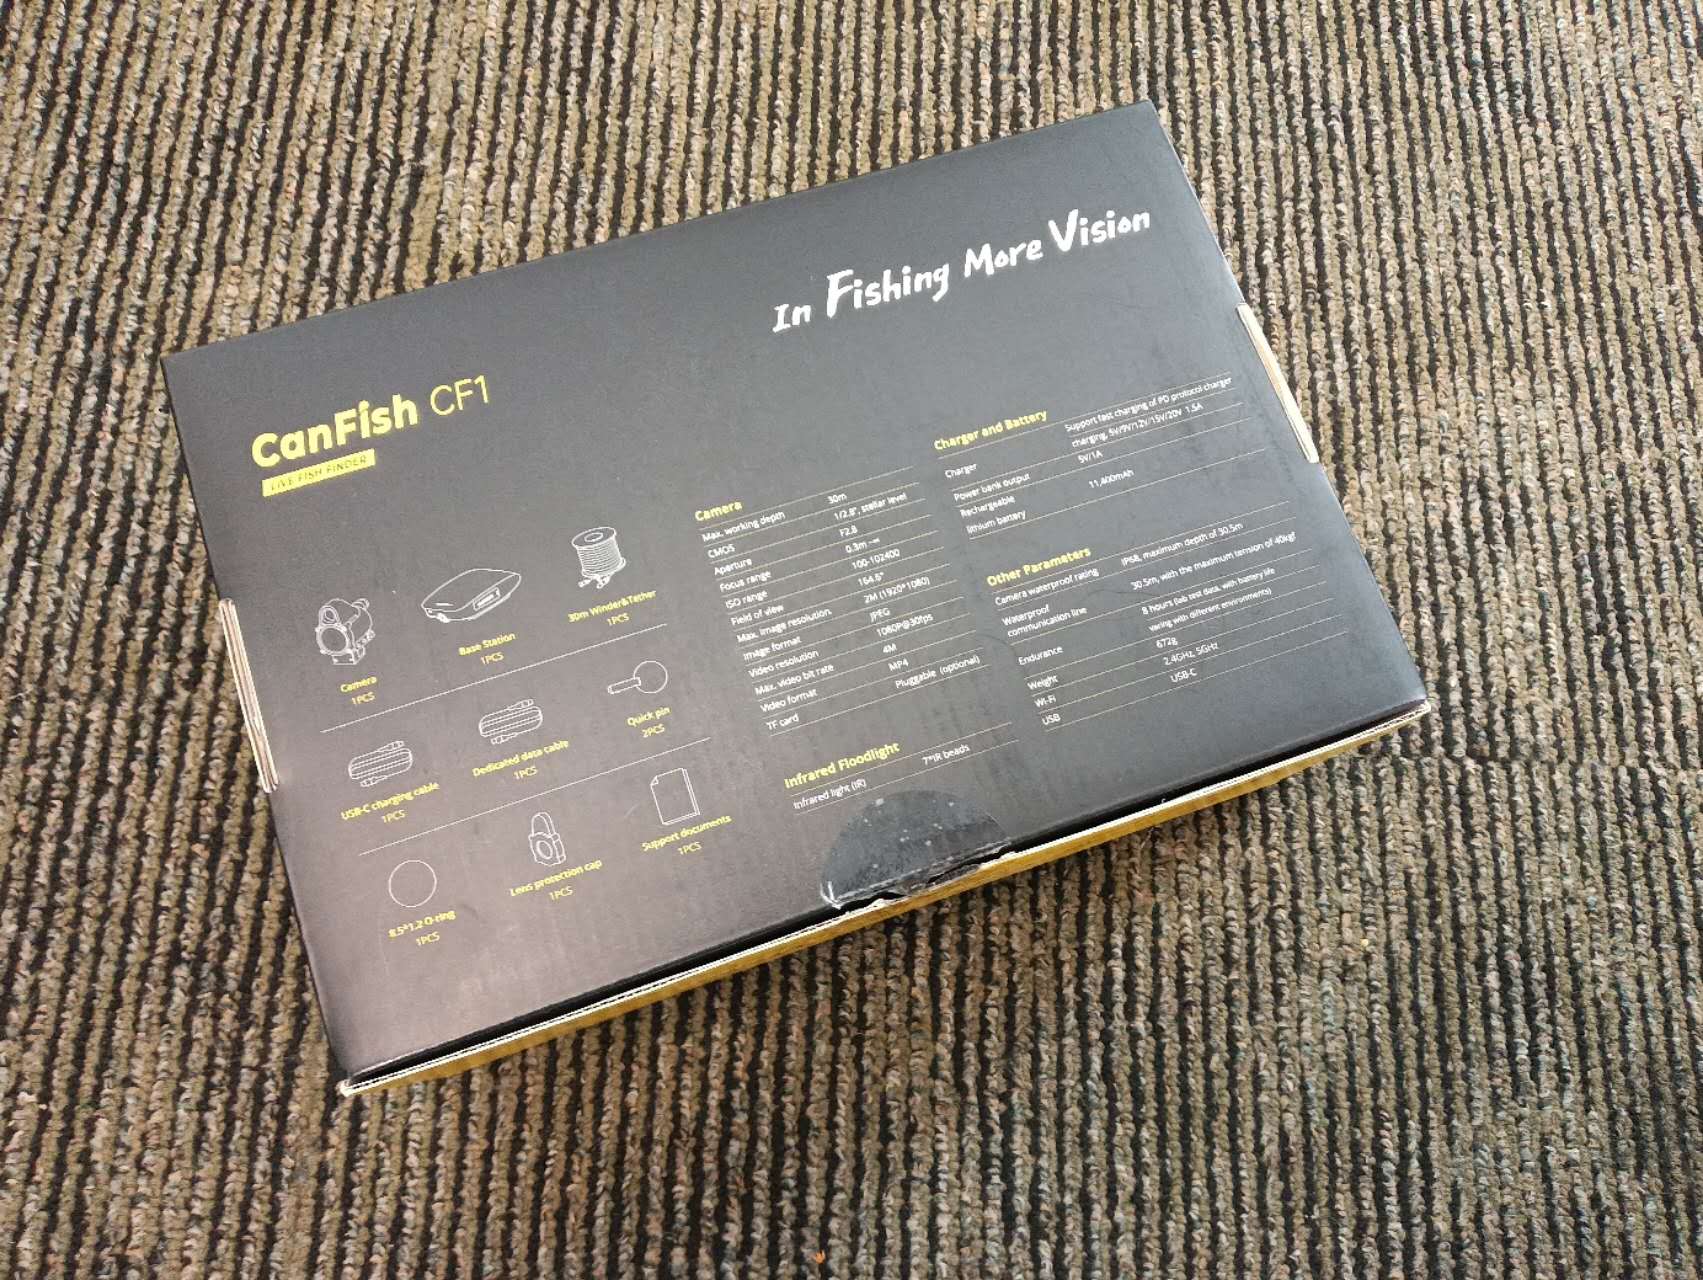 In Fishing More Vision
CanFish CF1
LIVE FISH FINDER
Camera
1PCS
Base Station
1PCS
30m Winder&Tether
1PCS
USB-C charging cable
1PCS
Dedicated data cable
1PCS
Quick pin
2PCS
8.5*1.2 O-ring
1PCS
Lens protection cap
1PCS
Support documents
1PCS
Camera
Max. working depth 30m
CMOS 1/2.8", stellar level
Aperture F2.8
Focus range 0.3m ~∞
ISO range 100-102400
Field of view 164.6°
Max. image resolution 2M (1920*1080)
Image format JPEG
Video resolution 1080P@30fps
Max. video bit rate 4M
Video format MP4
TF card Pluggable (optional)
Infrared Floodlight
Infrared light (IR) 7*IR beads
Charger and Battery
Charger Support fast charging of PD protocol charger
charging, 5V/9V/12V/15V/20V 1.5A
Power bank output 5V/1A
Rechargeable
lithium battery 11,400mAh
Other Parameters
Camera waterproof rating IP68, maximum depth of 30.5m
Waterproof
communication line 30.5m, with the maximum tension of 40kgf
Endurance 8 hours (lab test data, with battery life
varying with different environments)
Weight 672g
Wi-Fi 2.4GHz, 5GHz
USB USB-C